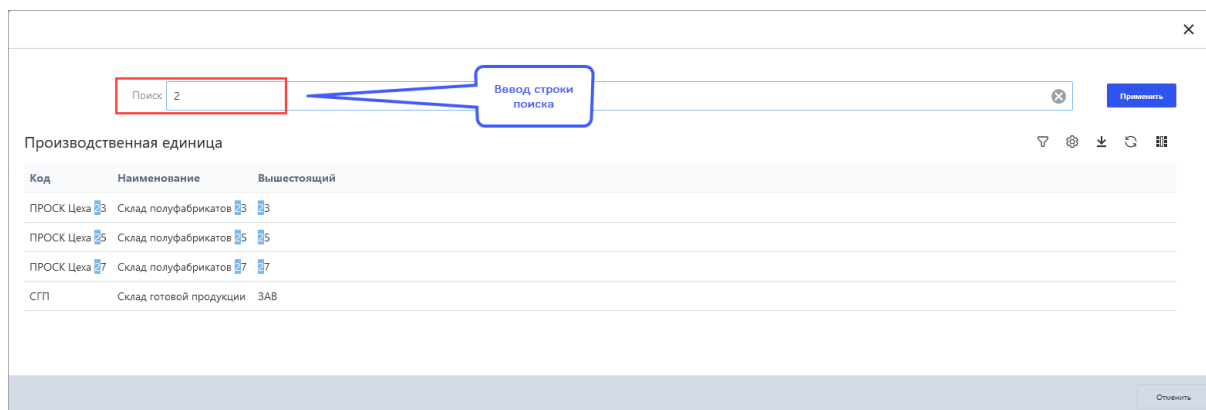 Поиск 2
Вввод строки
поиска
Применить
Производственная единица
Код Наименование Вышестоящий
ПРОСК Цеха 23 Склад полуфабрикатов 23 23
ПРОСК Цеха 25 Склад полуфабрикатов 25 25
ПРОСК Цеха 27 Склад полуфабрикатов 27 27
СГП Склад готовой продукции ЗАВ
Отменить